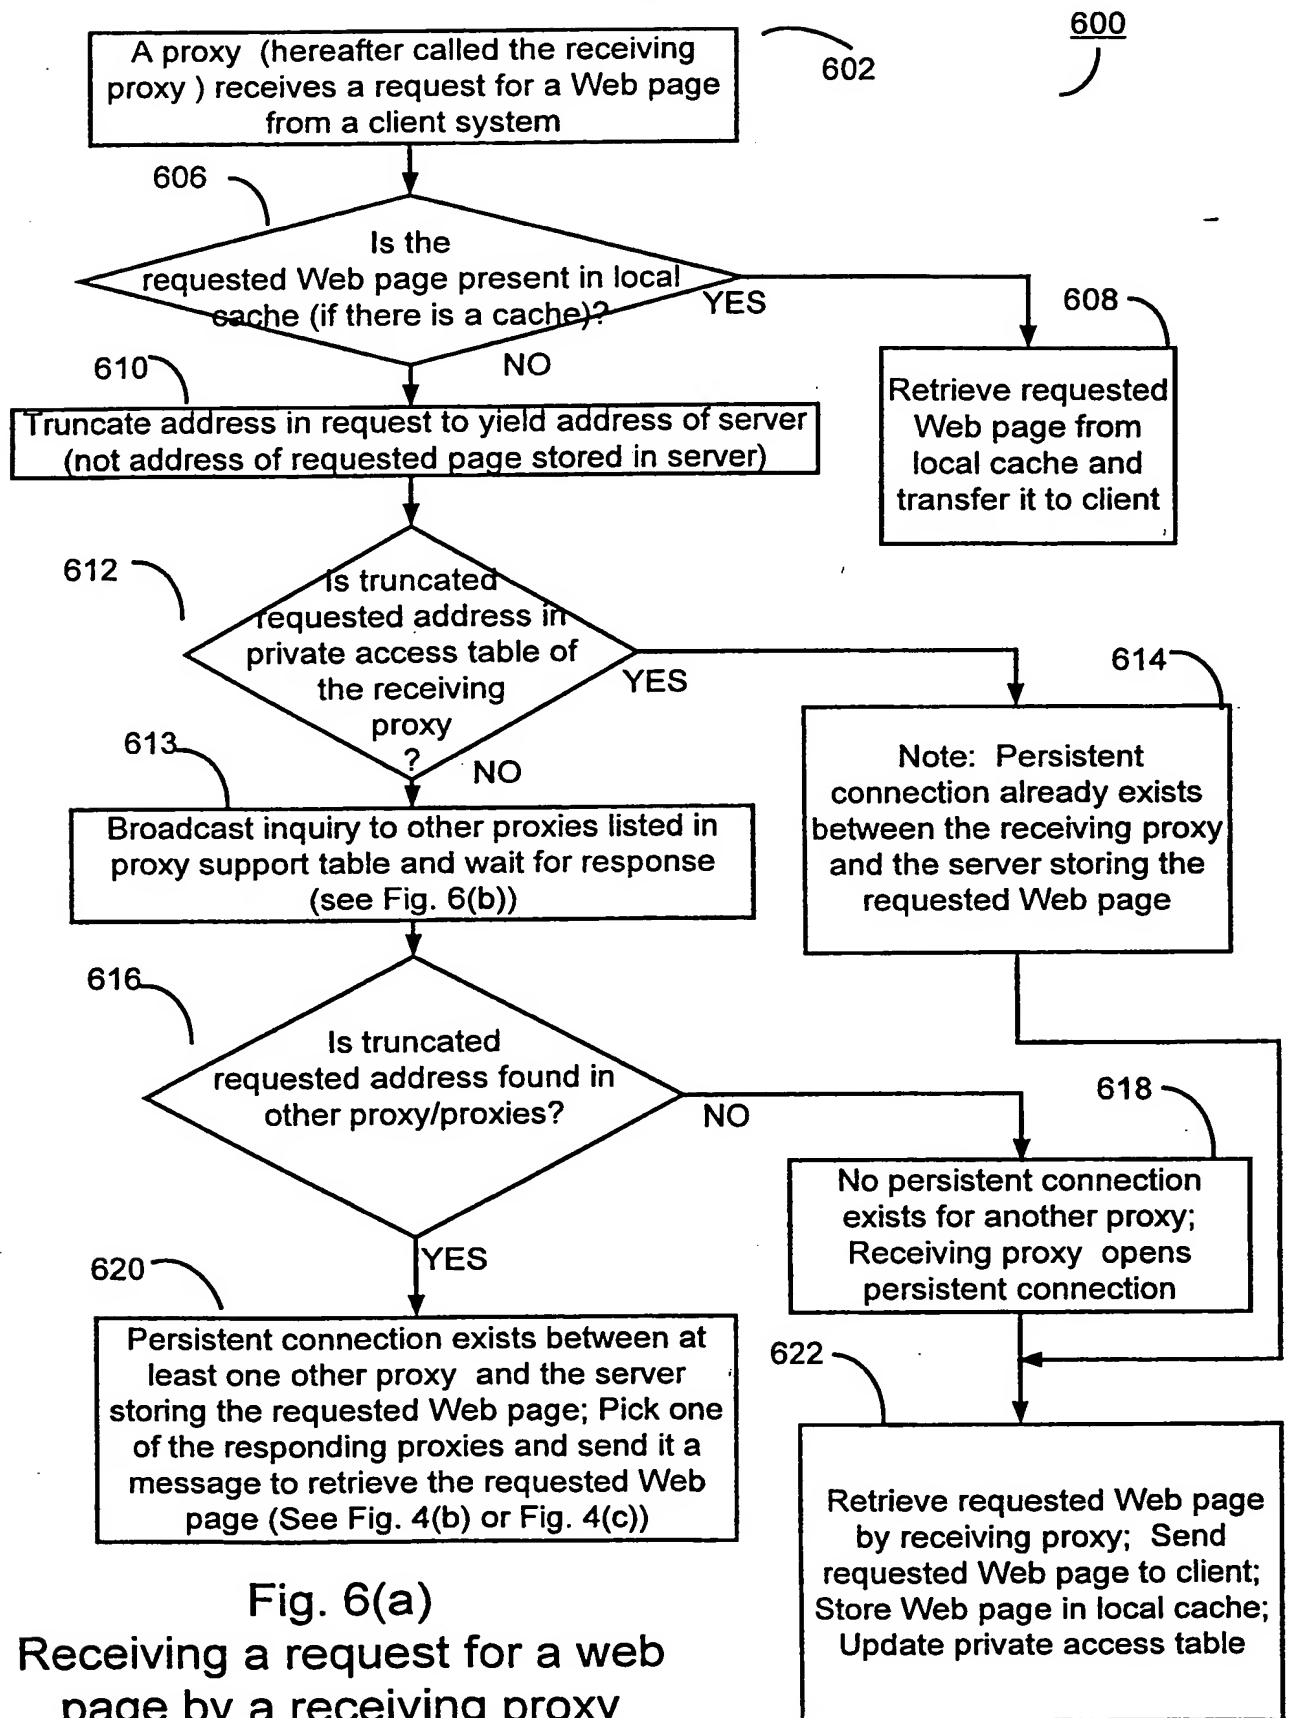 600
A proxy (hereafter called the receiving
proxy ) receives a request for a Web page
from a client system
602
606
Is the
requested Web page present in local
cache (if there is a cache)?
YES
NO
608
Retrieve requested
Web page from
local cache and
transfer it to client
610
Truncate address in request to yield address of server
(not address of requested page stored in server)
612
Is truncated
requested address in
private access table of
the receiving
proxy
?
YES
NO
614
Note: Persistent
connection already exists
between the receiving proxy
and the server storing the
requested Web page
613
Broadcast inquiry to other proxies listed in
proxy support table and wait for response
(see Fig. 6(b))
616
Is truncated
requested address found in
other proxy/proxies?
NO
YES
618
No persistent connection
exists for another proxy;
Receiving proxy opens
persistent connection
620
Persistent connection exists between at
least one other proxy and the server
storing the requested Web page; Pick one
of the responding proxies and send it a
message to retrieve the requested Web
page (See Fig. 4(b) or Fig. 4(c))
622
Retrieve requested Web page
by receiving proxy; Send
requested Web page to client;
Store Web page in local cache;
Update private access table
Fig. 6(a)
Receiving a request for a web
page by a receiving proxy